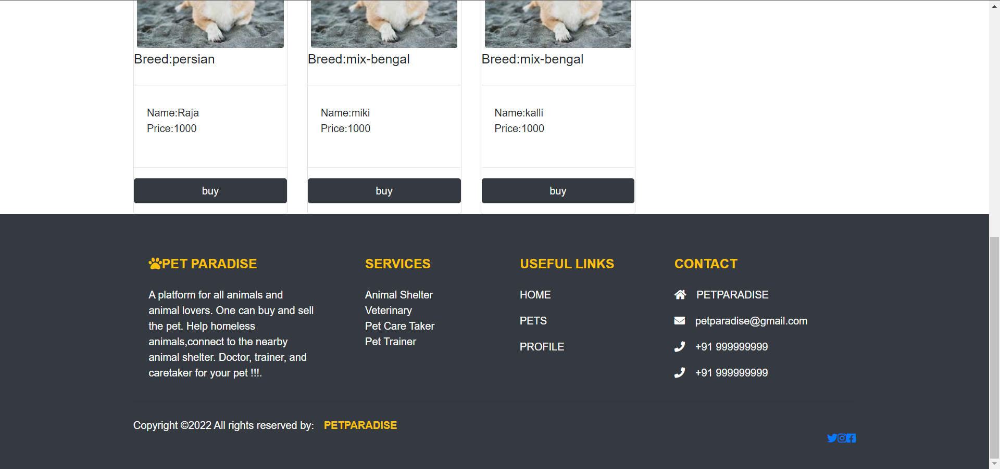 Breed:persian
Breed:mix-bengal
Breed:mix-bengal
Name:Raja
Price:1000
Name:miki
Price:1000
Name:kalli
Price:1000
buy
buy
buy
PET PARADISE
A platform for all animals and
animal lovers. One can buy and sell
the pet. Help homeless
animals,connect to the nearby
animal shelter. Doctor, trainer, and
caretaker for your pet !!!.
SERVICES
Animal Shelter
Veterinary
Pet Care Taker
Pet Trainer
USEFUL LINKS
HOME
PETS
PROFILE
CONTACT
PETPARADISE
petparadise@gmail.com
+91 999999999
+91 999999999
Copyright ©2022 All rights reserved by: PETPARADISE